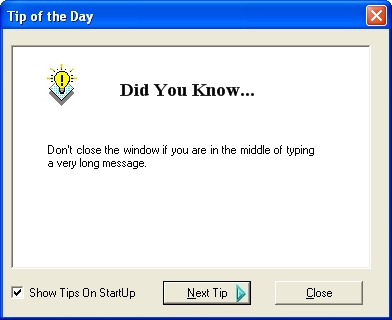 Tip of the Day
Did You Know...
Don't close the window if you are in the middle of typing
a very long message.
Show Tips On StartUp
Next Tip
Close